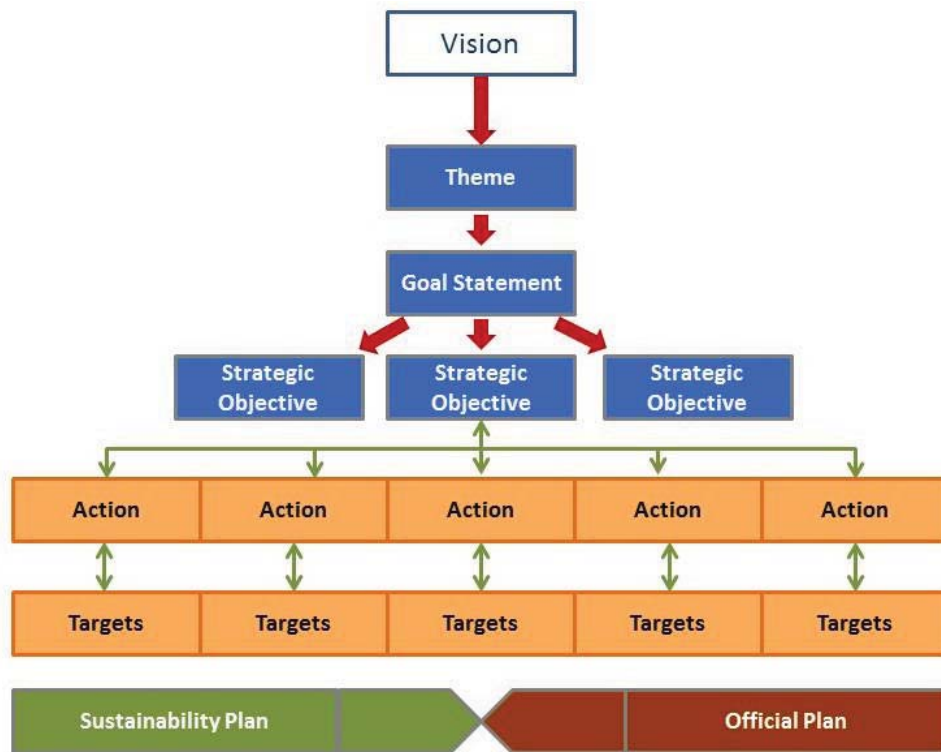 Vision
Theme
Goal Statement
Strategic
Objective
Strategic
Objective
Strategic
Objective
Action
Action
Action
Action
Action
Targets
Targets
Targets
Targets
Targets
Sustainability Plan
Official Plan